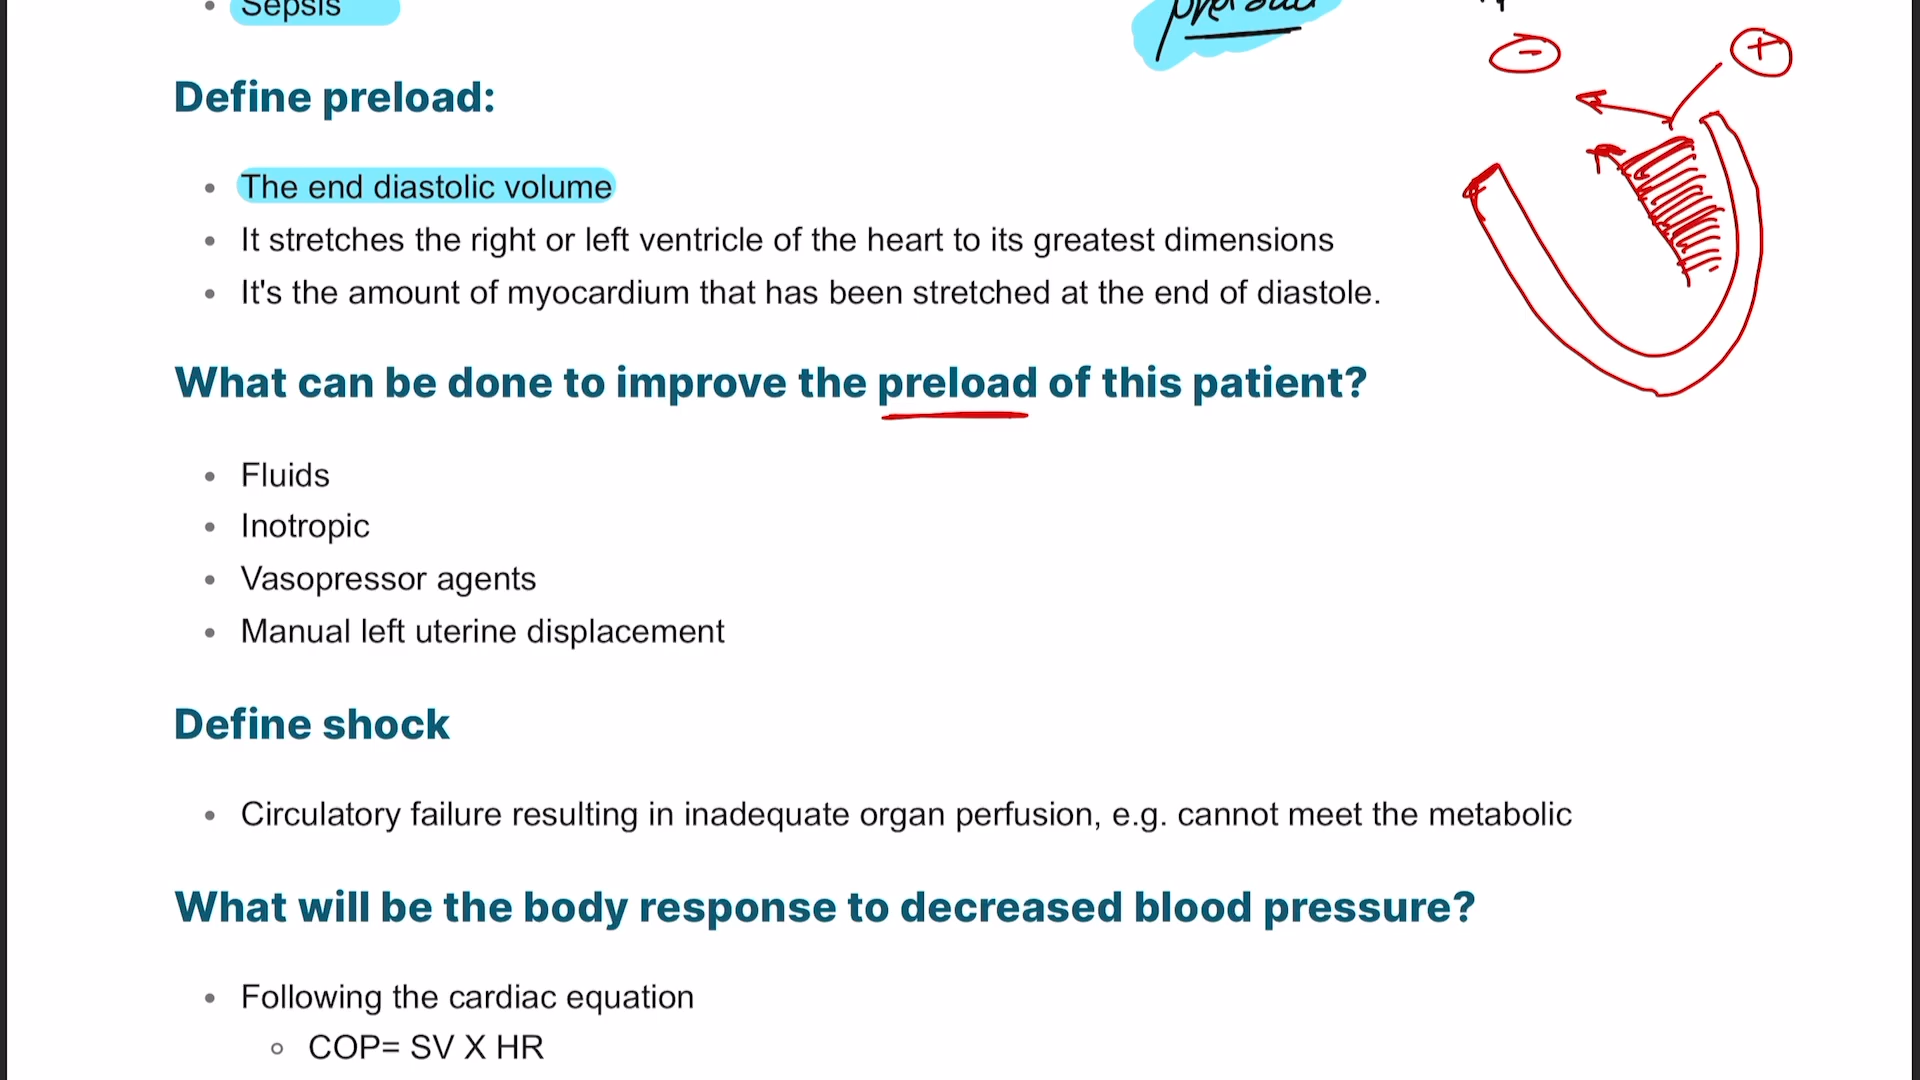 Sepsis
preload
-
+
Define preload:
The end diastolic volume
It stretches the right or left ventricle of the heart to its greatest dimensions
It's the amount of myocardium that has been stretched at the end of diastole.
What can be done to improve the preload of this patient?
Fluids
Inotropic
Vasopressor agents
Manual left uterine displacement
Define shock
Circulatory failure resulting in inadequate organ perfusion, e.g. cannot meet the metabolic
What will be the body response to decreased blood pressure?
Following the cardiac equation
COP= SV X HR